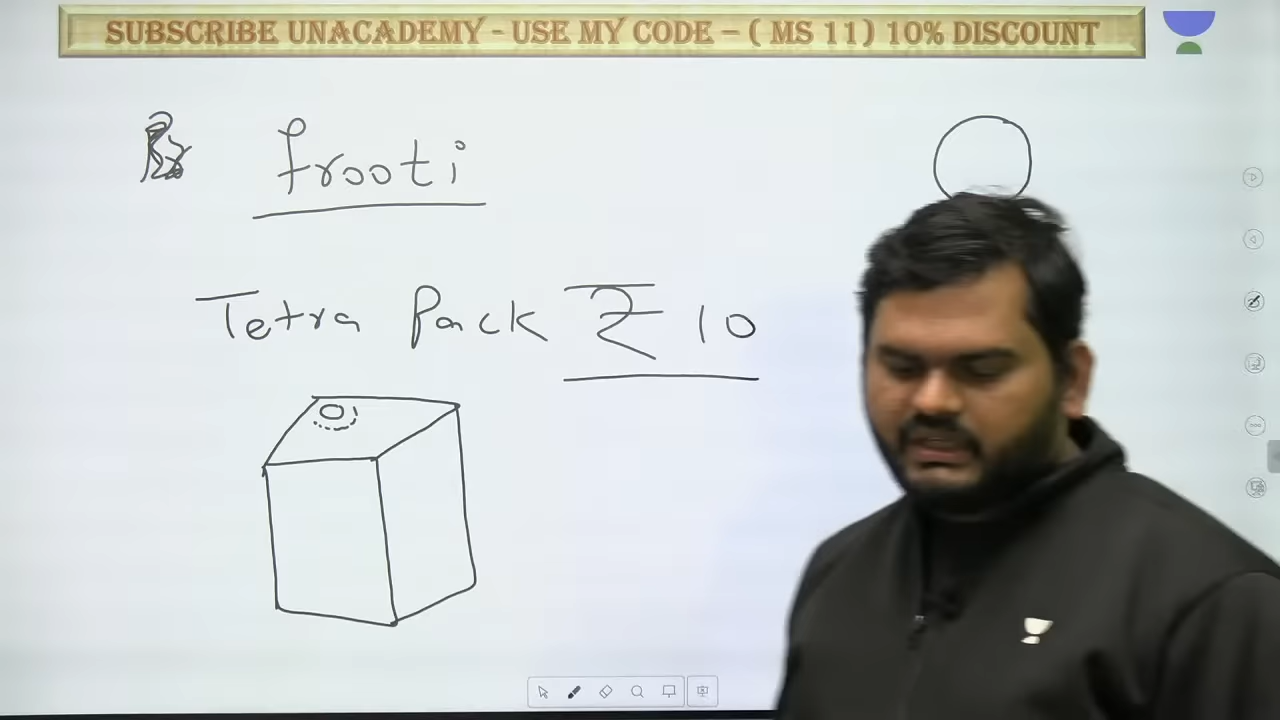 SUBSCRIBE UNACADEMY - USE MY CODE – ( MS 11) 10% DISCOUNT
frooti
Tetra Pack ₹ 10